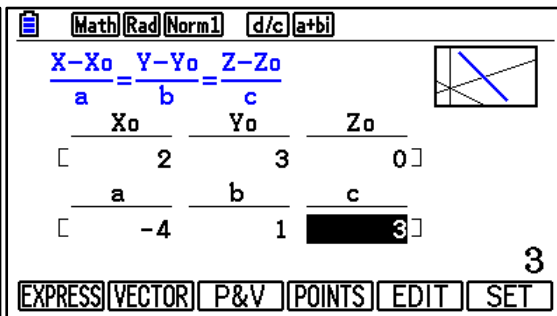 Math Rad Norm1 d/c a+bi
X-Xo/a=Y-Yo/b=Z-Zo/c
Xo Yo Zo
[ 2 3 0 ]
a b c
[ -4 1 3 ]
3
EXPRESS VECTOR P&V POINTS EDIT SET